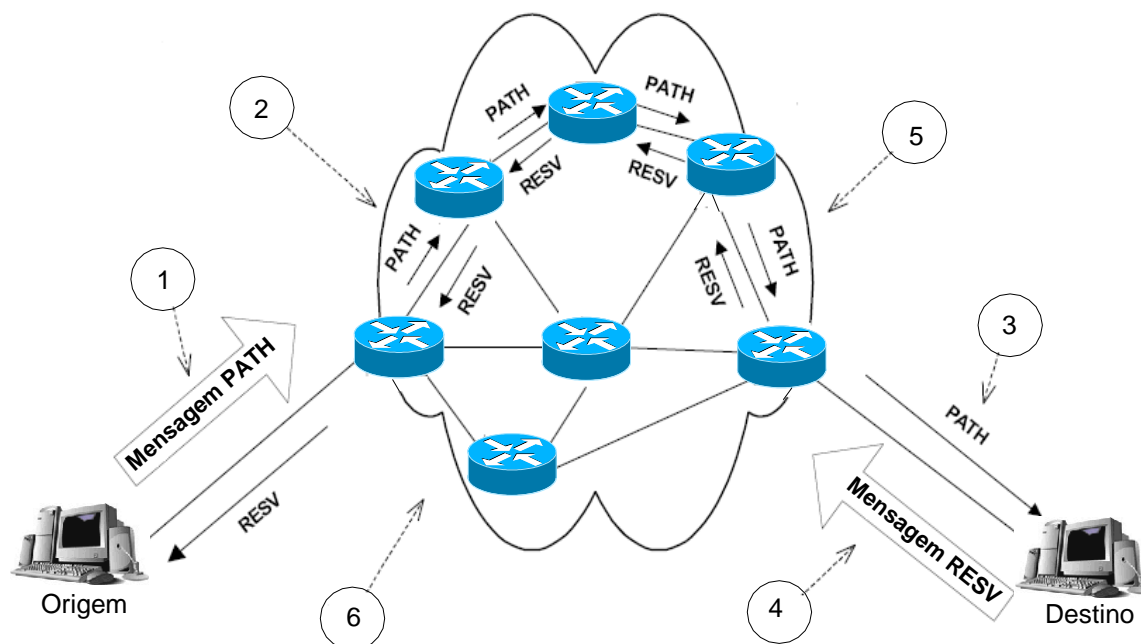 2
PATH
PATH
5
RESV
RESV
PATH
RESV
PATH
RESV
1
3
Mensagem PATH
PATH
RESV
Mensagem RESV
Origem
6
4
Destino